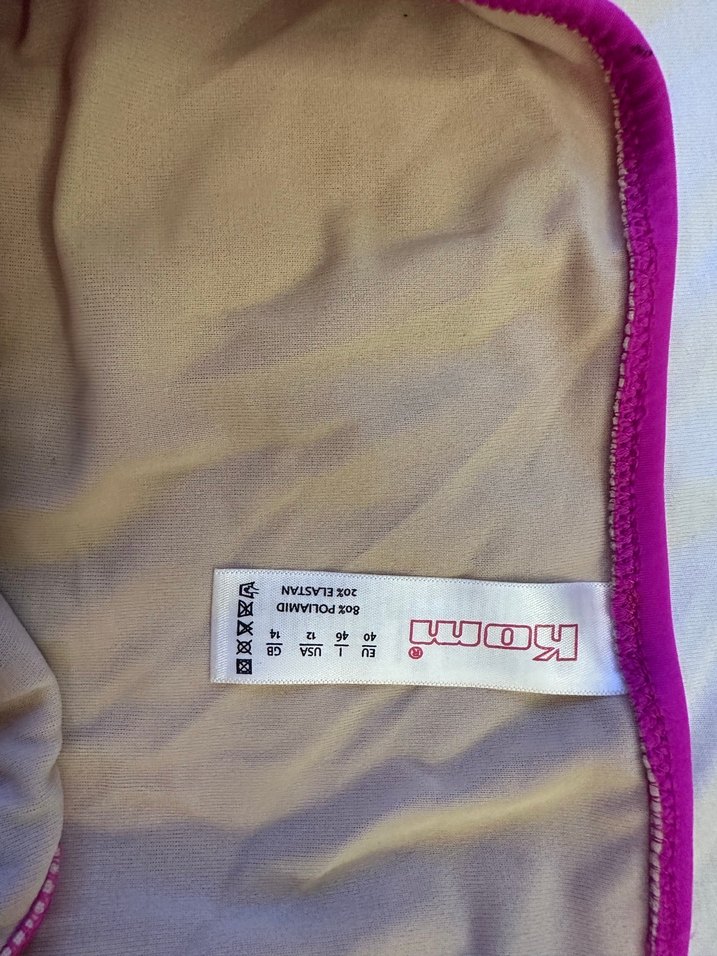 Kom®
EU I USA GB
40 46 12 14
80% POLIAMID
20% ELASTAN